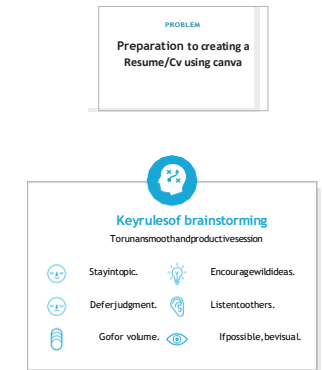 PROBLEM
Preparation to creating a
Resume/Cv using canva
Keyrulesof brainstorming
Torunansmoothandproductivesession
Stayintopic.
Encouragewildideas.
Deferjudgment.
Listentoothers.
Gofor volume.
Ifpossible,bevisual.